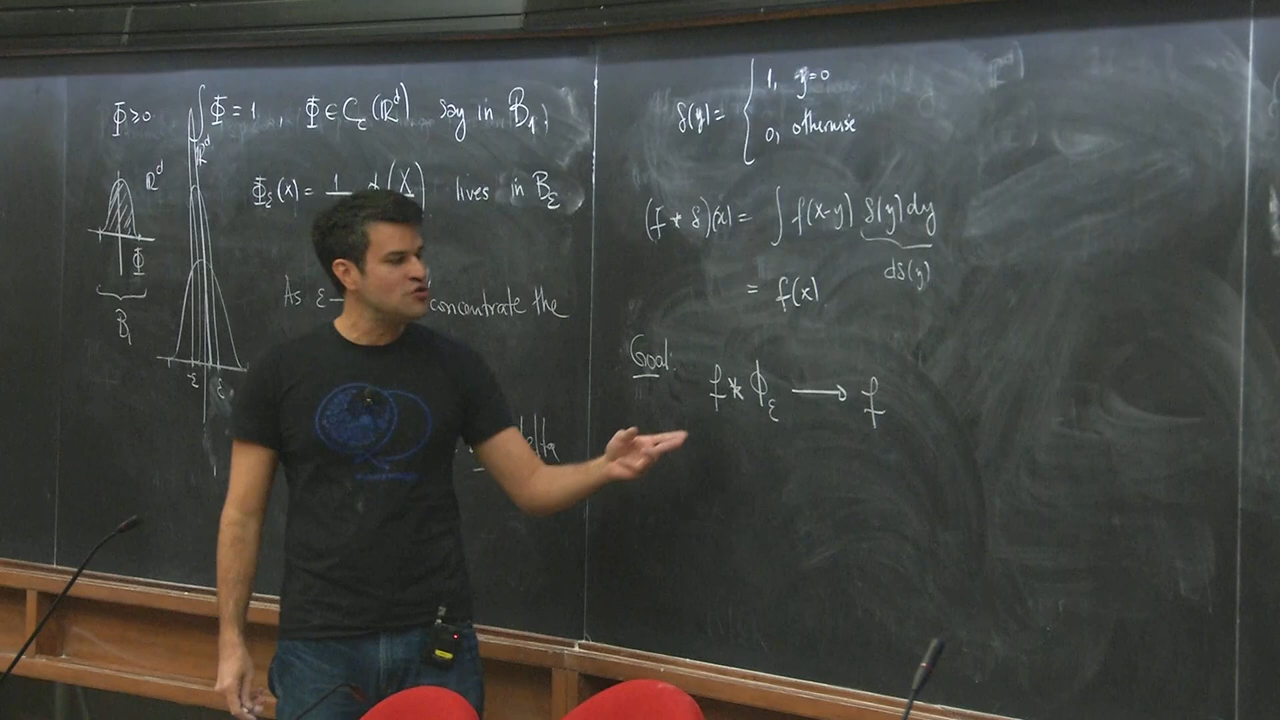 Φ ≥ 0, ∫_{ℝ^d} Φ = 1, Φ ∈ C_c(ℝ^d) say in B_1;
ℝ^d
Φ
B_1
ε ε
Φ_ε(x) = 1 (x lives in B_ε
As ε concentrate the
delta
δ(y) = { 1, y=0
0, otherwise
(f * δ)(x) = ∫ f(x-y) δ(y)dy
dδ(y)
= f(x).
Goal:
f * Φ_ε → f